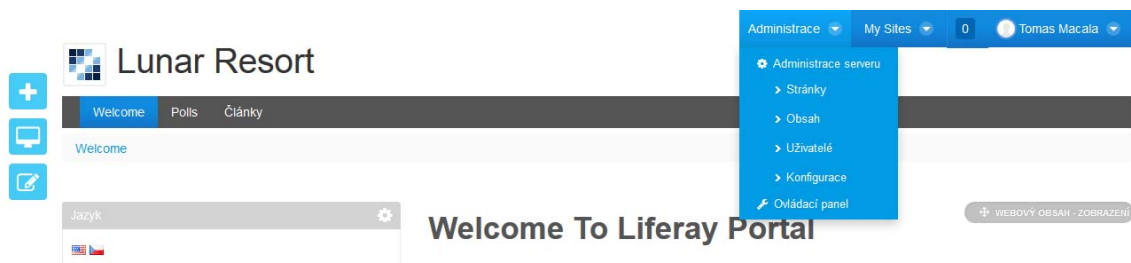 Administrace My Sites 0 Tomas Macala
Lunar Resort
Administrace serveru
Stránky
Obsah
Uživatelé
Konfigurace
Ovládací panel
Welcome Polls Články
Welcome
Jazyk
Welcome To Liferay Portal
WEBOVÝ OBSAH - ZOBRAZENÍ